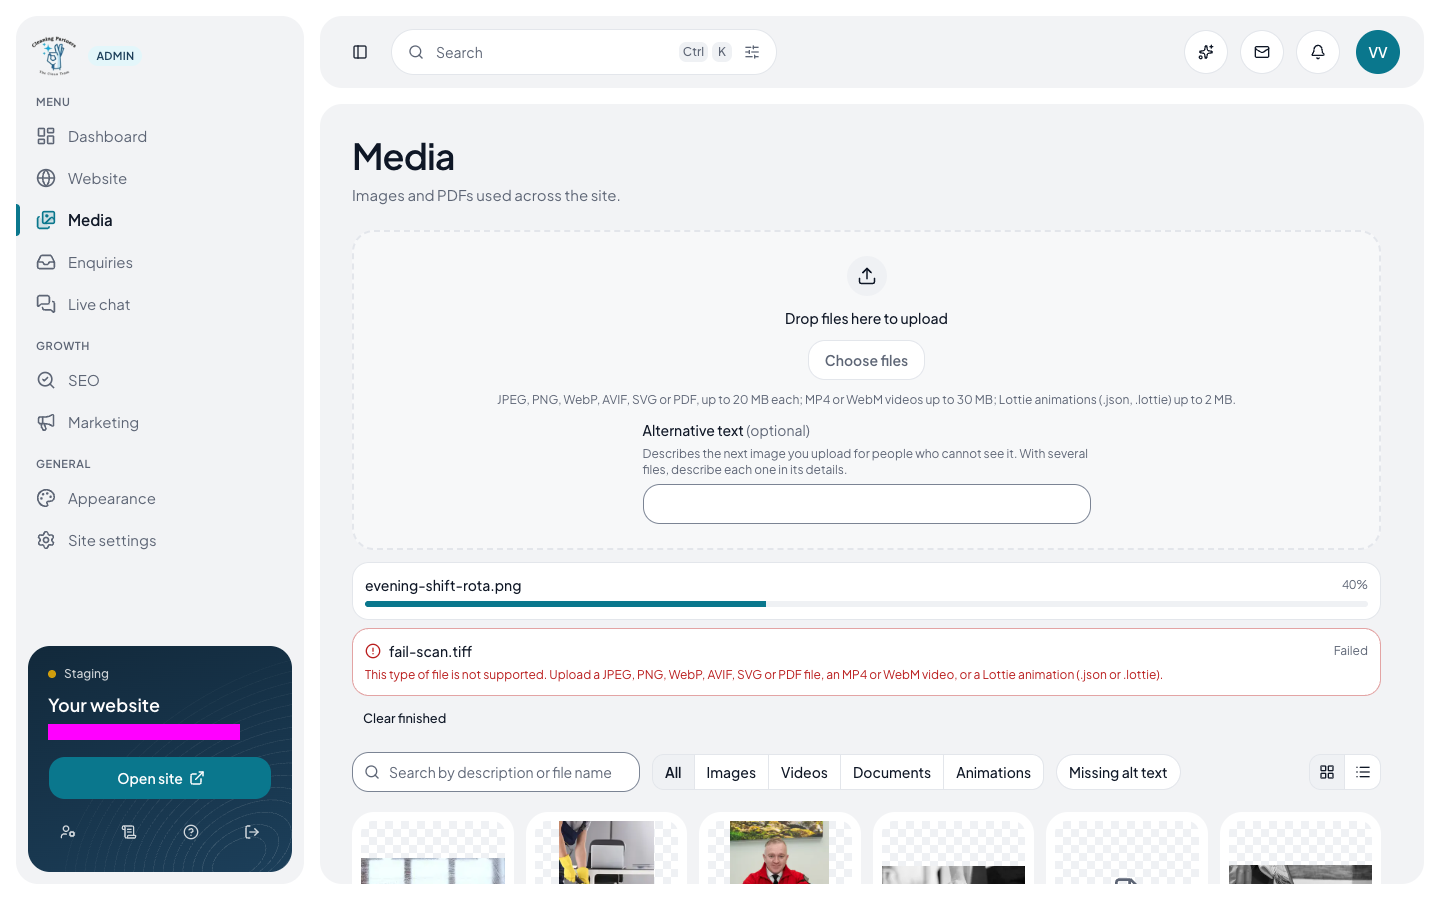 Cleaning Partners
ADMIN
MENU
Dashboard
Website
Media
Enquiries
Live chat
GROWTH
SEO
Marketing
GENERAL
Appearance
Site settings
Staging
Your website
Open site
Search
Ctrl K
VV
Media
Images and PDFs used across the site.
Drop files here to upload
Choose files
JPEG, PNG, WebP, AVIF, SVG or PDF, up to 20 MB each; MP4 or WebM videos up to 30 MB; Lottie animations (.json, .lottie) up to 2 MB.
Alternative text (optional)
Describes the next image you upload for people who cannot see it. With several
files, describe each one in its details.
evening-shift-rota.png
40%
fail-scan.tiff
Failed
This type of file is not supported. Upload a JPEG, PNG, WebP, AVIF, SVG or PDF file, an MP4 or WebM video, or a Lottie animation (.json or .lottie).
Clear finished
Search by description or file name
All
Images
Videos
Documents
Animations
Missing alt text